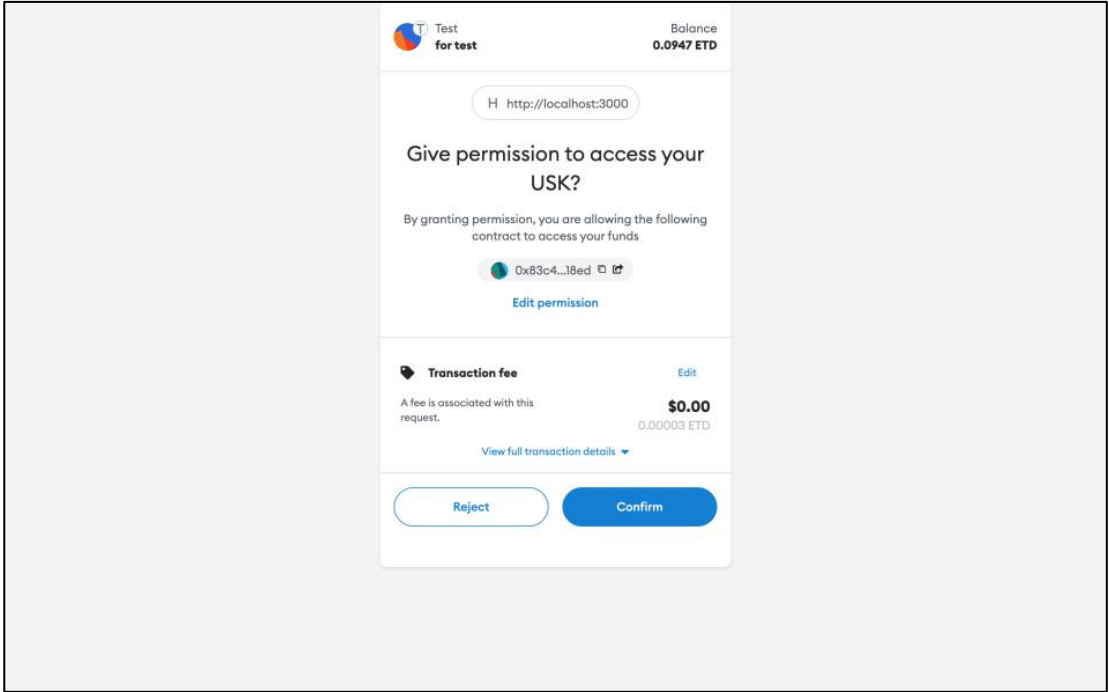 T Test
for test
Balance
0.0947 ETD
H http://localhost:3000
Give permission to access your
USK?
By granting permission, you are allowing the following
contract to access your funds
0x83c4...18ed
Edit permission
Transaction fee
Edit
A fee is associated with this
request.
$0.00
0.00003 ETD
View full transaction details
Reject
Confirm